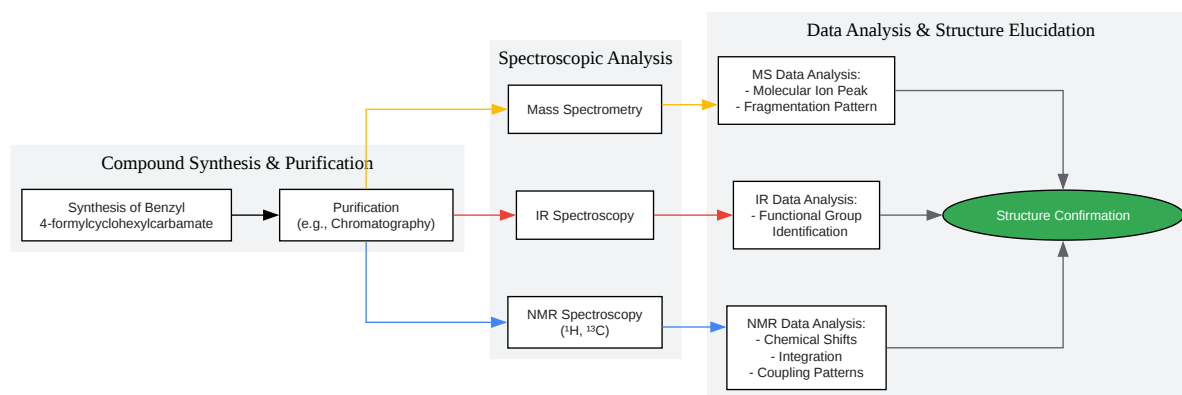 Compound Synthesis & Purification
Synthesis of Benzyl
4-formylcyclohexylcarbamate
Purification
(e.g., Chromatography)
Spectroscopic Analysis
Mass Spectrometry
IR Spectroscopy
NMR Spectroscopy
(¹H, ¹³C)
Data Analysis & Structure Elucidation
MS Data Analysis:
- Molecular Ion Peak
- Fragmentation Pattern
IR Data Analysis:
- Functional Group
Identification
NMR Data Analysis:
- Chemical Shifts
- Integration
- Coupling Patterns
Structure Confirmation